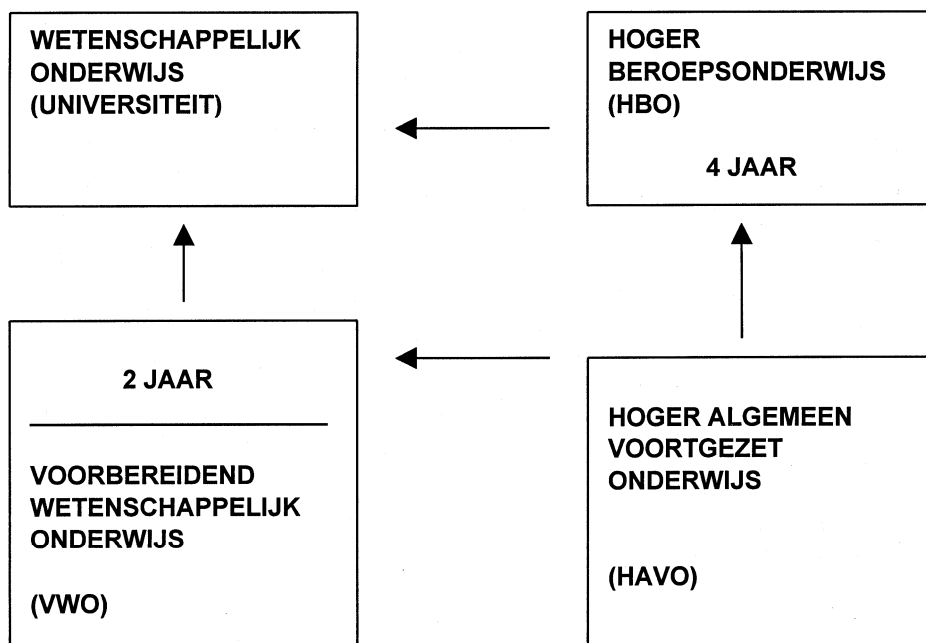 WETENSCHAPPELIJK
ONDERWIJS
(UNIVERSITEIT)
HOGER
BEROEPSONDERWIJS
(HBO)
4 JAAR
2 JAAR
VOORBEREIDEND
WETENSCHAPPELIJK
ONDERWIJS
(VWO)
HOGER ALGEMEEN
VOORTGEZET
ONDERWIJS
(HAVO)